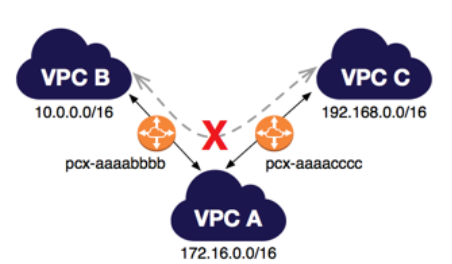 VPC B
VPC C
10.0.0.0/16
192.168.0.0/16
X
pcx-aaaabbbb
pcx-aaaacccc
VPC A
172.16.0.0/16